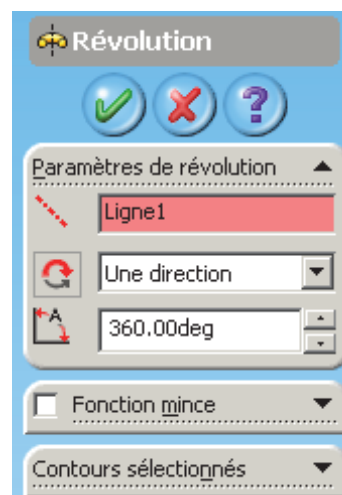 Révolution
?
Paramètres de révolution
Ligne1
Une direction
A
360.00deg
Fonction mince
Contours sélectionnés